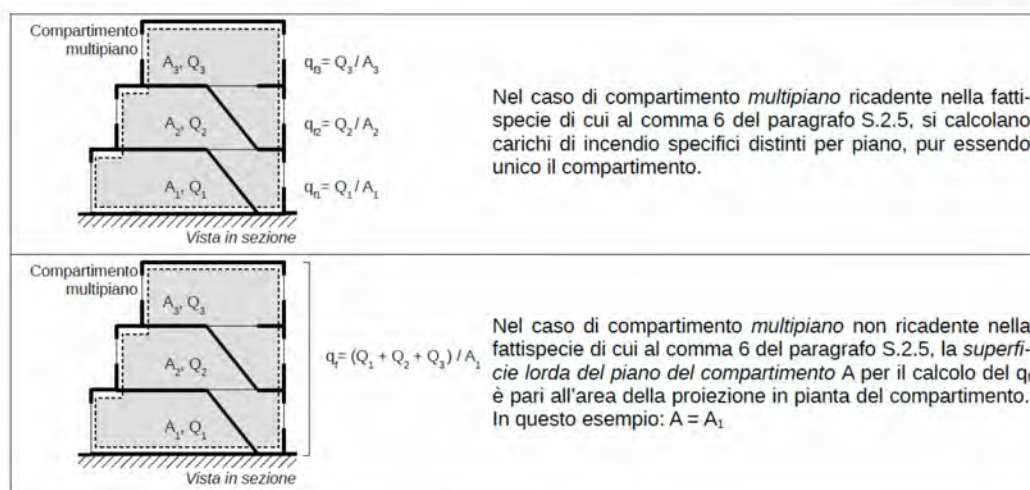 Compartimento
multipiano
A₃, Q₃
q_f3= Q₃ / A₃
A₂, Q₂
q_f2= Q₂ / A₂
A₁, Q₁
q_f1= Q₁ / A₁
Vista in sezione
Nel caso di compartimento multipiano ricadente nella fatti-
specie di cui al comma 6 del paragrafo S.2.5, si calcolano
carichi di incendio specifici distinti per piano, pur essendo
unico il compartimento.
Compartimento
multipiano
A₃, Q₃
A₂, Q₂
q_f= (Q₁ + Q₂ + Q₃) / A₁
A₁, Q₁
Vista in sezione
Nel caso di compartimento multipiano non ricadente nella
fattispecie di cui al comma 6 del paragrafo S.2.5, la superfi-
cie lorda del piano del compartimento A per il calcolo del q_f
è pari all'area della proiezione in pianta del compartimento.
In questo esempio: A = A₁